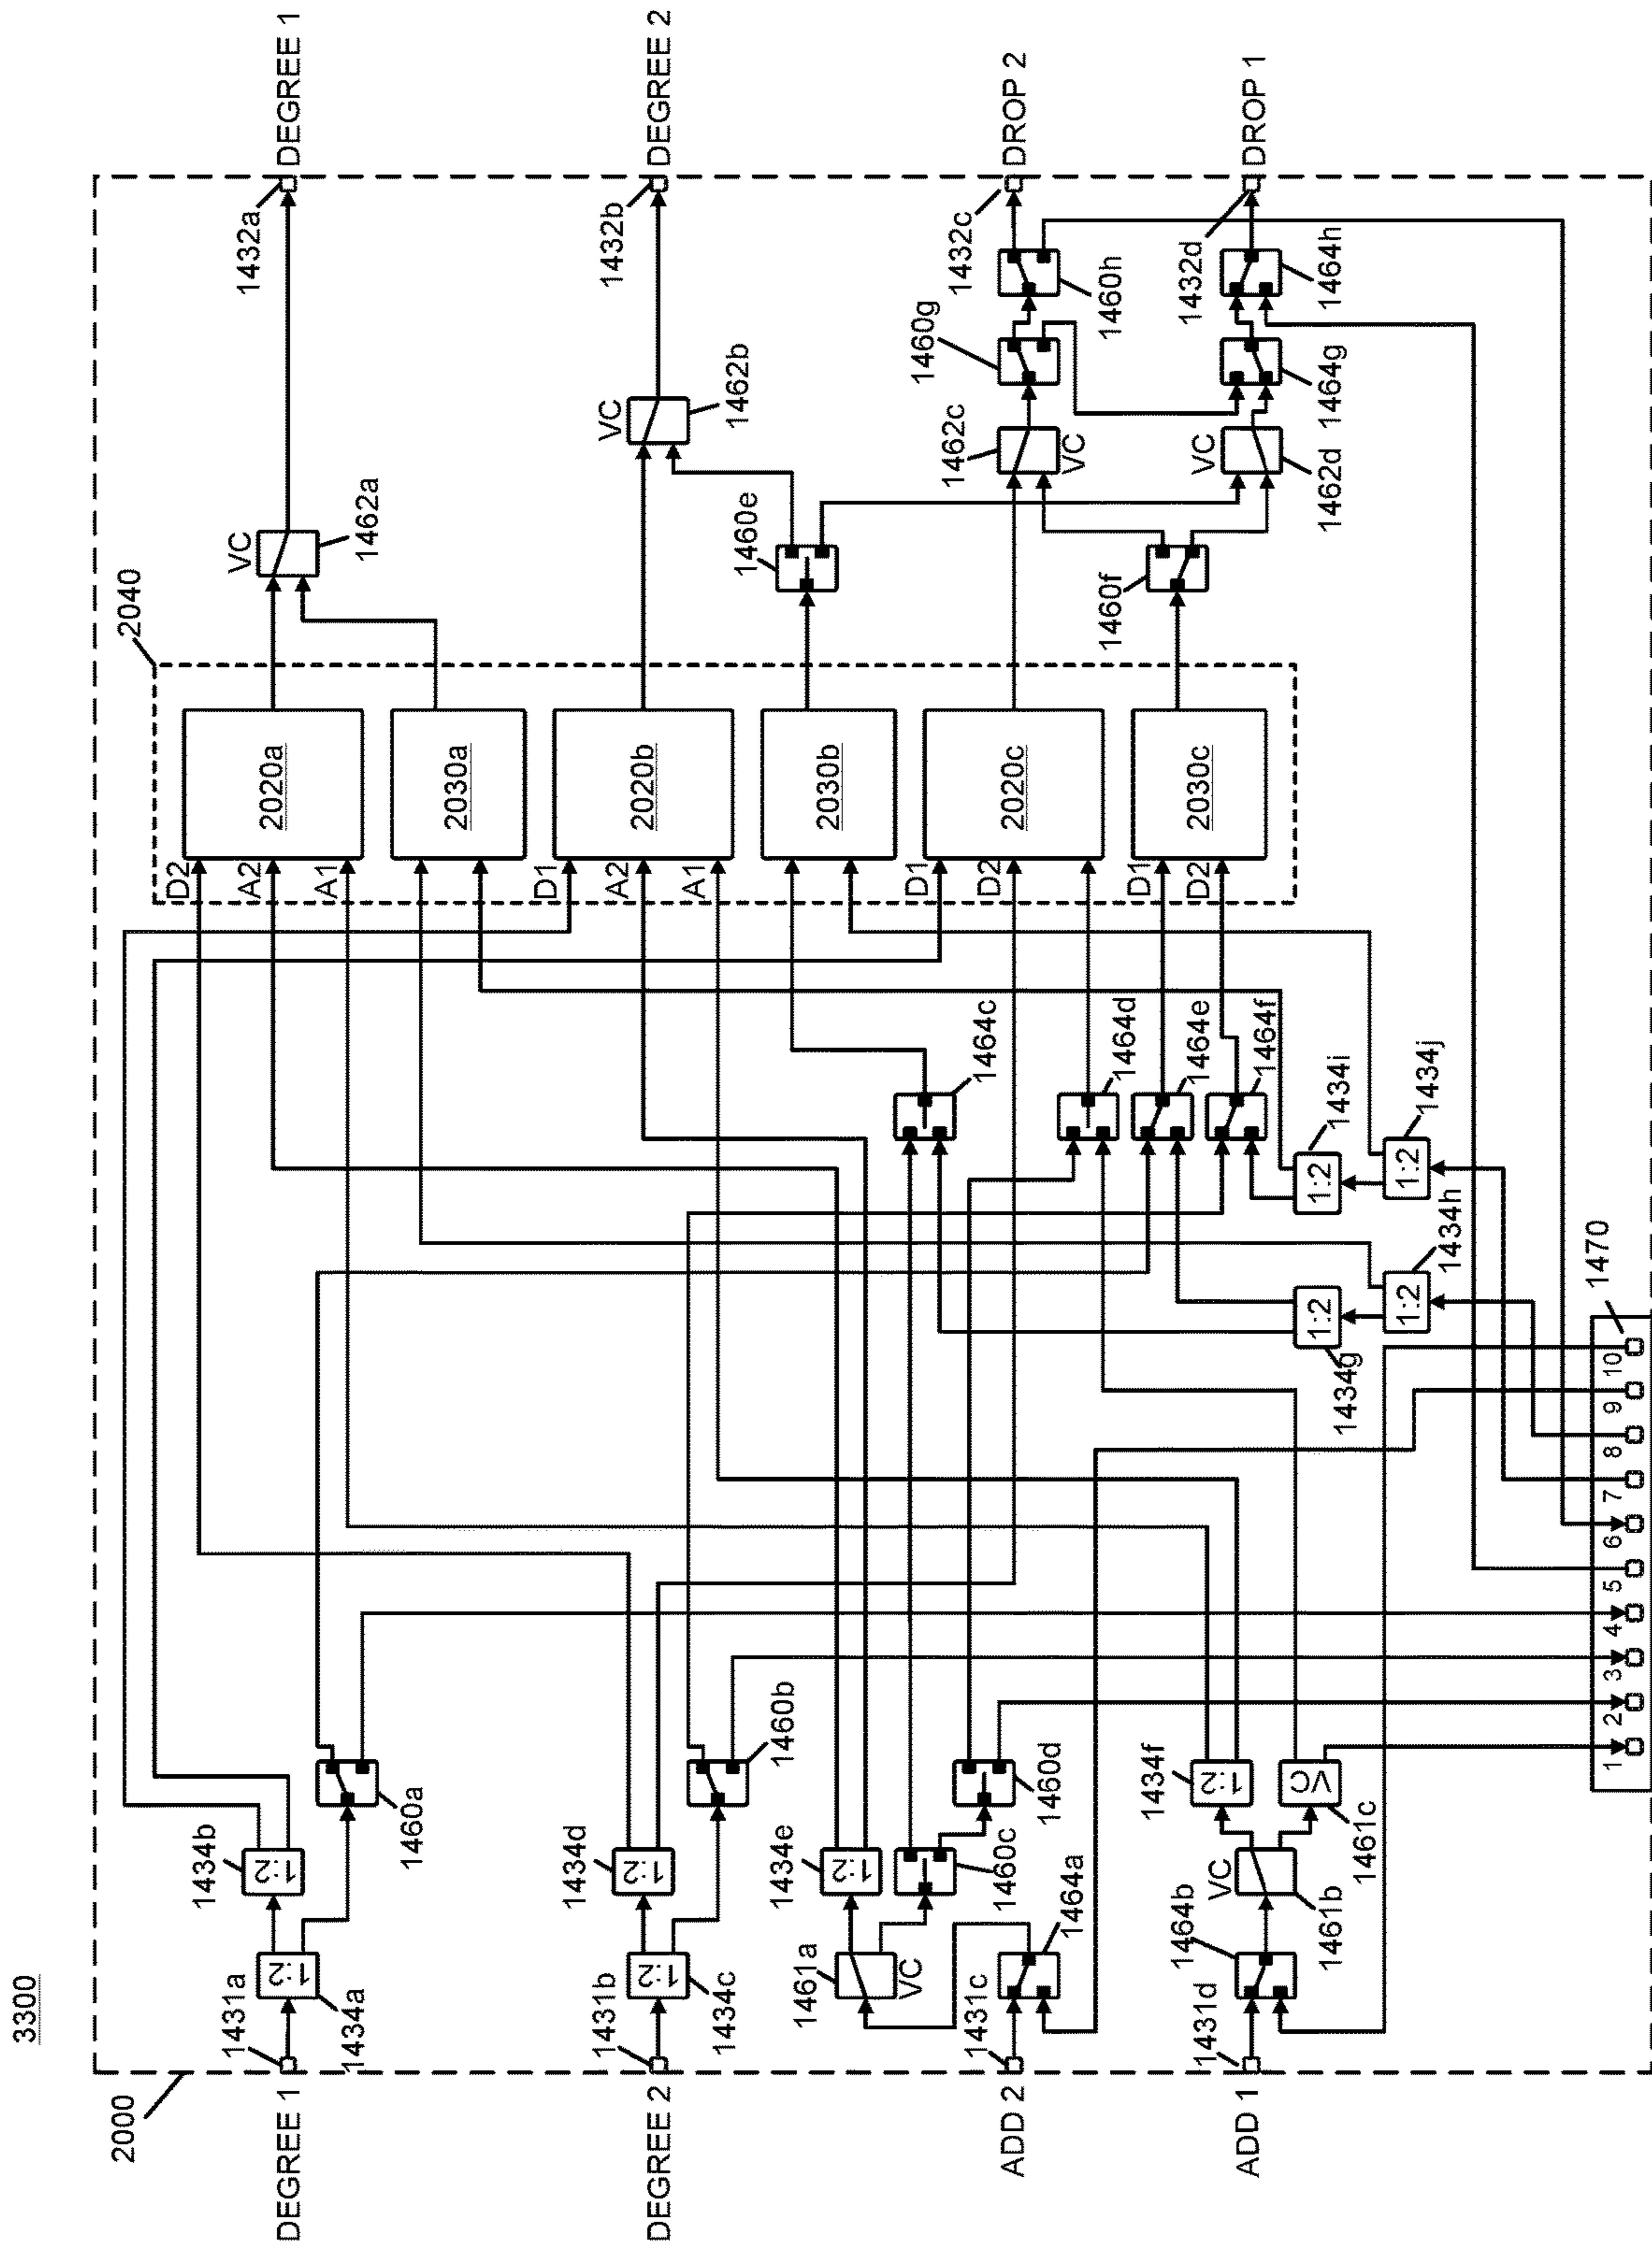 3300
2000
DEGREE 1
1431a
1434a
1:2
1434b
1:2
1460a
D2
A2
A1
2020a
2030a
2040
VC
1462a
1432a
DEGREE 1
DEGREE 2
1431b
1434c
1:2
1434d
1:2
1460b
D1
A2
A1
2020b
2030b
1460e
VC
1462b
1432b
DEGREE 2
1461a
VC
1434e
1:2
1460c
1460d
ADD 2
1431c
1464a
1464c
1464d
1464e
1464f
D1
D2
2020c
D1
D2
2030c
1460f
1462c
VC
1460g
1460h
1432c
DROP 2
ADD 1
1431d
1464b
VC
1461b
1434f
1:2
VC
1461c
1434g
1:2
1:2
1434h
1:2
1434i
1:2
1434j
VC
1462d
1464g
1464h
1432d
DROP 1
1 2 3 4 5 6 7 8 9 10
1470